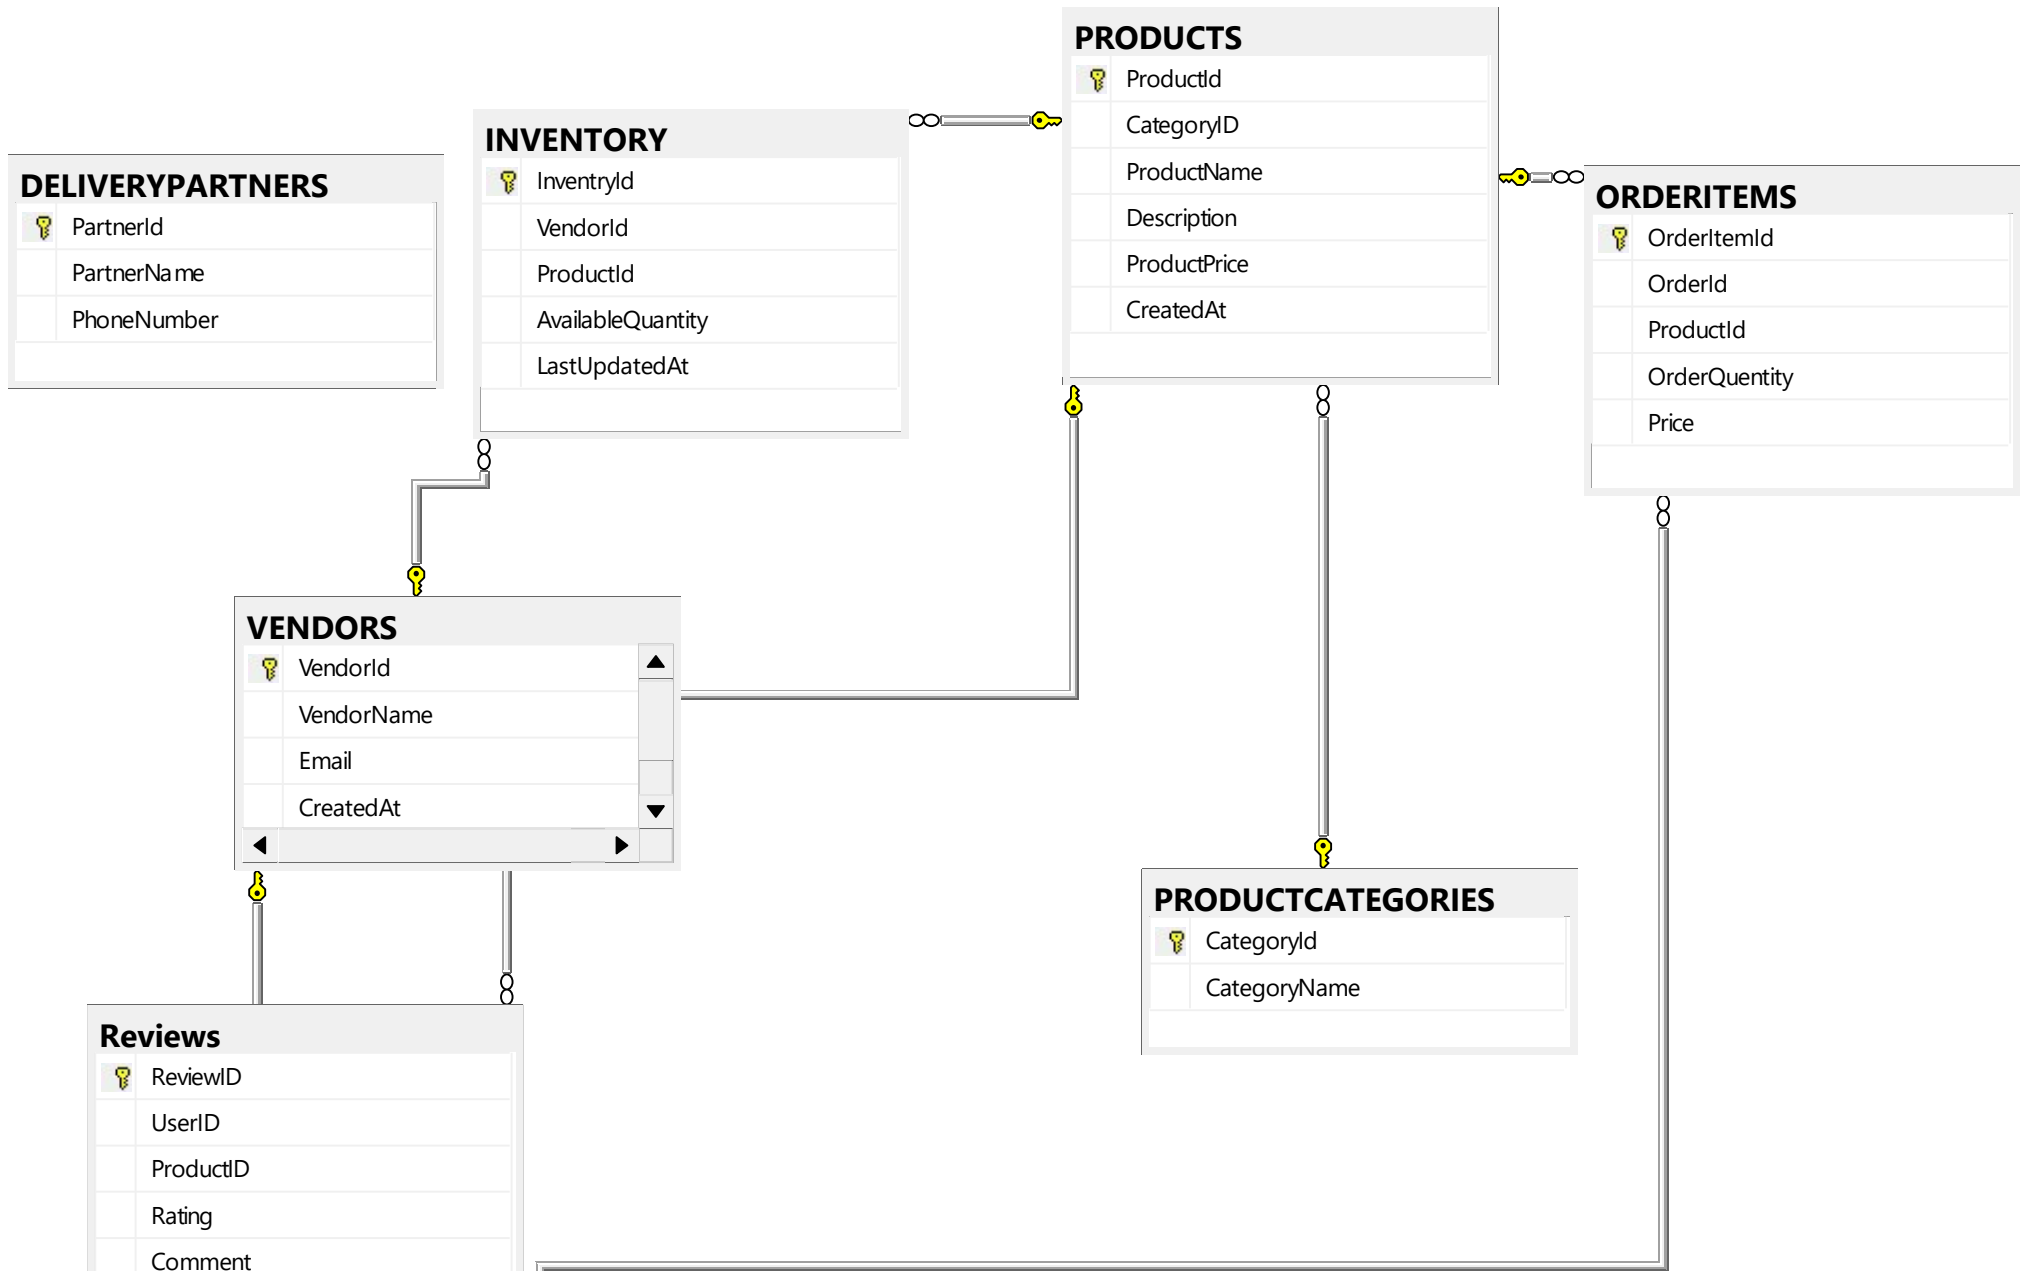 DELIVERYPARTNERS
PartnerId
PartnerName
PhoneNumber
INVENTORY
InventryId
VendorId
ProductId
AvailableQuantity
LastUpdatedAt
PRODUCTS
ProductId
CategoryID
ProductName
Description
ProductPrice
CreatedAt
ORDERITEMS
OrderItemId
OrderId
ProductId
OrderQuentity
Price
VENDORS
VendorId
VendorName
Email
CreatedAt
PRODUCTCATEGORIES
CategoryId
CategoryName
Reviews
ReviewID
UserID
ProductID
Rating
Comment